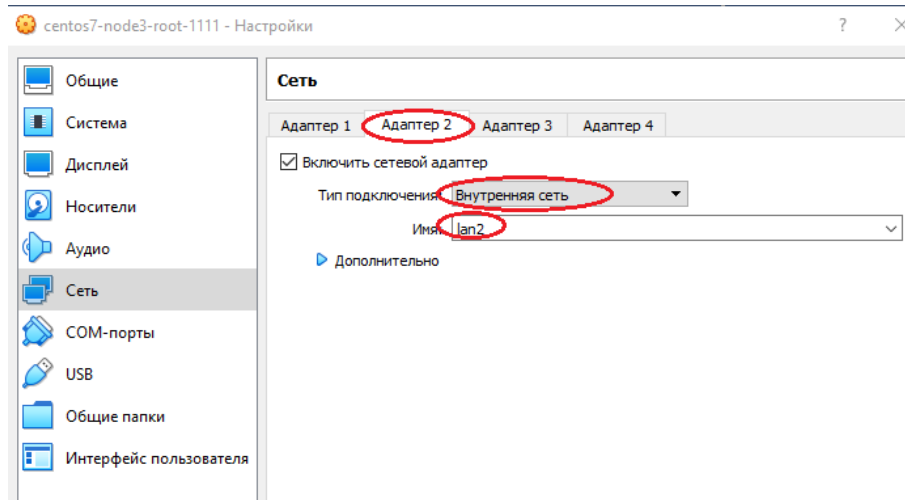 centos7-node3-root-1111 - Настройки
Общие
Система
Дисплей
Носители
Аудио
Сеть
COM-порты
USB
Общие папки
Интерфейс пользователя
Сеть
Адаптер 1 Адаптер 2 Адаптер 3 Адаптер 4
Включить сетевой адаптер
Тип подключения: Внутренняя сеть
Имя: lan2
Дополнительно